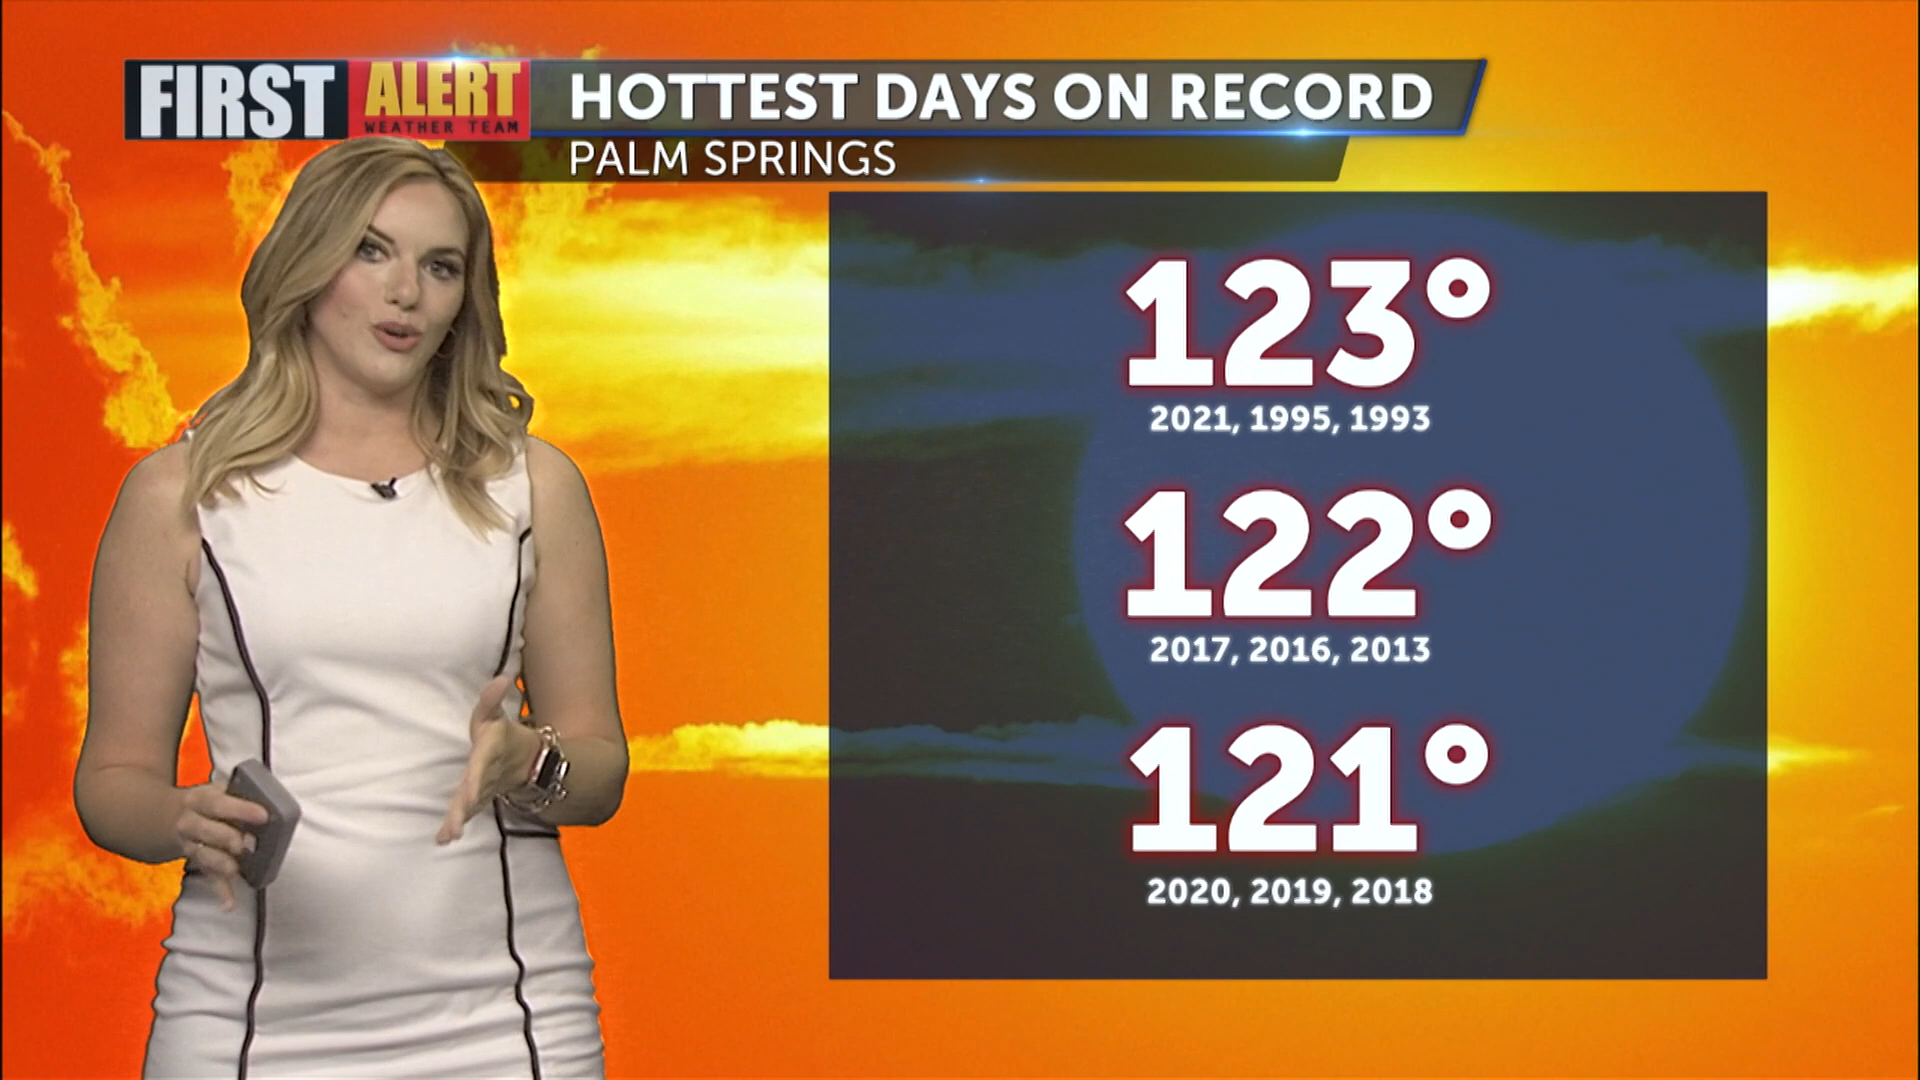 FIRST ALERT
WEATHER TEAM
HOTTEST DAYS ON RECORD
PALM SPRINGS
123°
2021, 1995, 1993
122°
2017, 2016, 2013
121°
2020, 2019, 2018